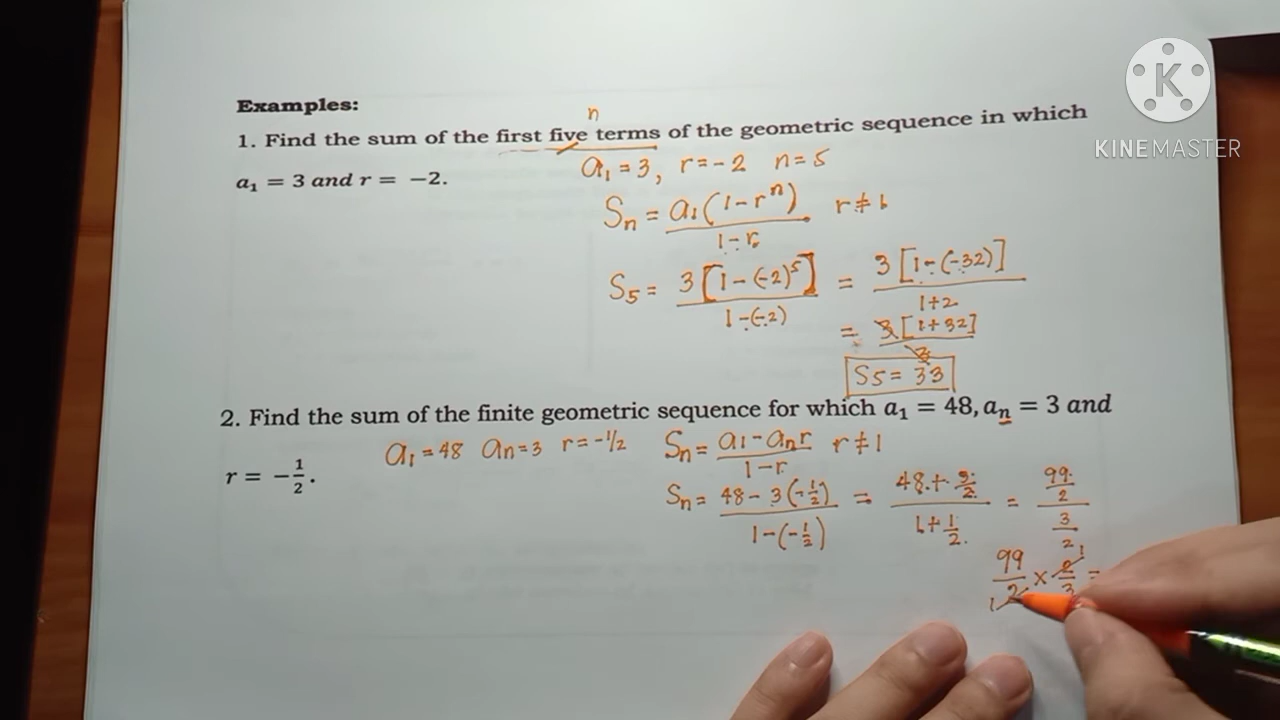 KINEMASTER
Examples:
n
1. Find the sum of the first five terms of the geometric sequence in which
a₁ = 3 and r = −2.
a₁ = 3, r = −2 n = 5
Sn = a₁(1 − rⁿ) / 1 − r r ≠ 1
S5 = 3[1 − (−2)⁵] / 1 − (−2) = 3[1 − (−32)] / 1 + 2
= 3[1 + 32] / 3
S5 = 33
2. Find the sum of the finite geometric sequence for which a₁ = 48, aₙ = 3 and
r = −1/2.
a₁ = 48 an = 3 r = −1/2 Sn = a₁ − anr / 1 − r r ≠ 1
Sn = 48 − 3(−1/2) / 1 − (−1/2) = 48 + 3/2 / 1 + 1/2 = 99/2 / 3/2
99/2 × 2/3 =
1 1